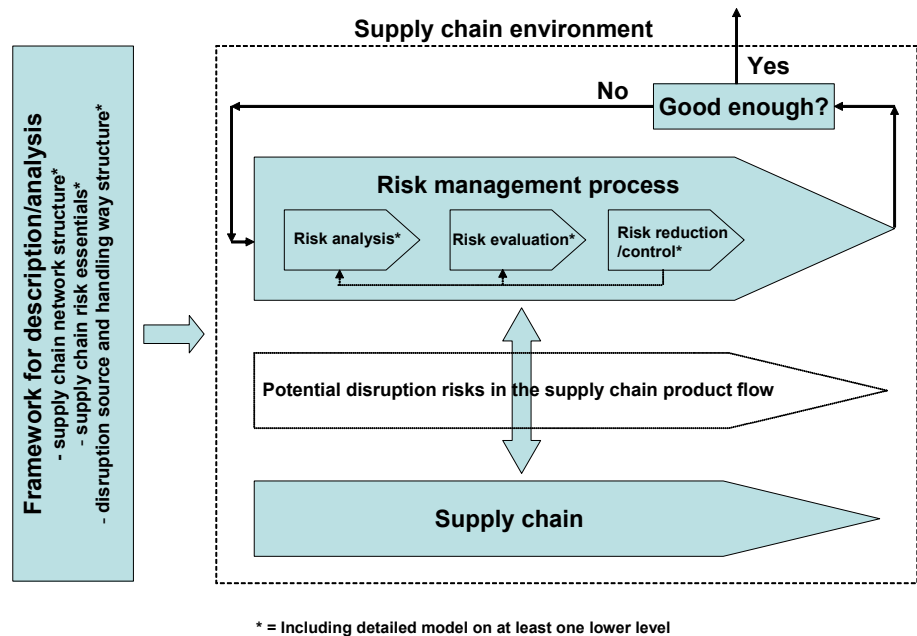 Framework for description/analysis
- supply chain network structure*
- supply chain risk essentials*
- disruption source and handling way structure*
Supply chain environment
Yes
No
Good enough?
Risk management process
Risk analysis*
Risk evaluation*
Risk reduction
/control*
Potential disruption risks in the supply chain product flow
Supply chain
* = Including detailed model on at least one lower level